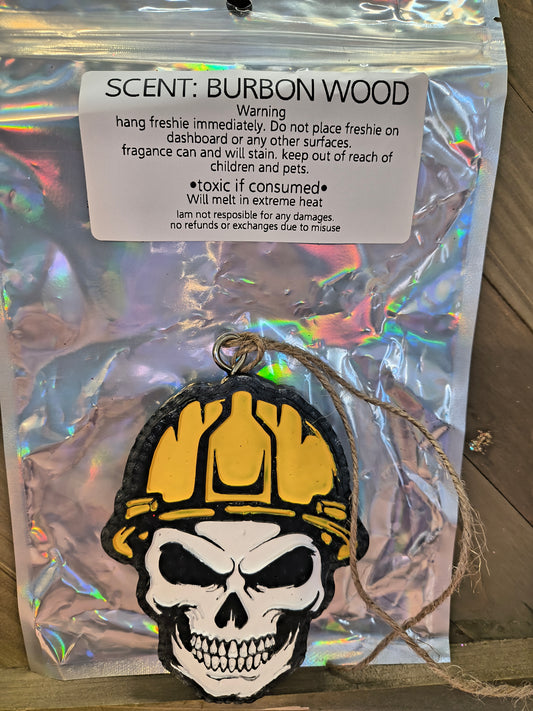 SCENT: BURBON WOOD
Warning
hang freshie immediately. Do not place freshie on
dashboard or any other surfaces.
fragance can and will stain. keep out of reach of
children and pets.
•toxic if consumed•
Will melt in extreme heat
Iam not resposible for any damages.
no refunds or exchanges due to misuse